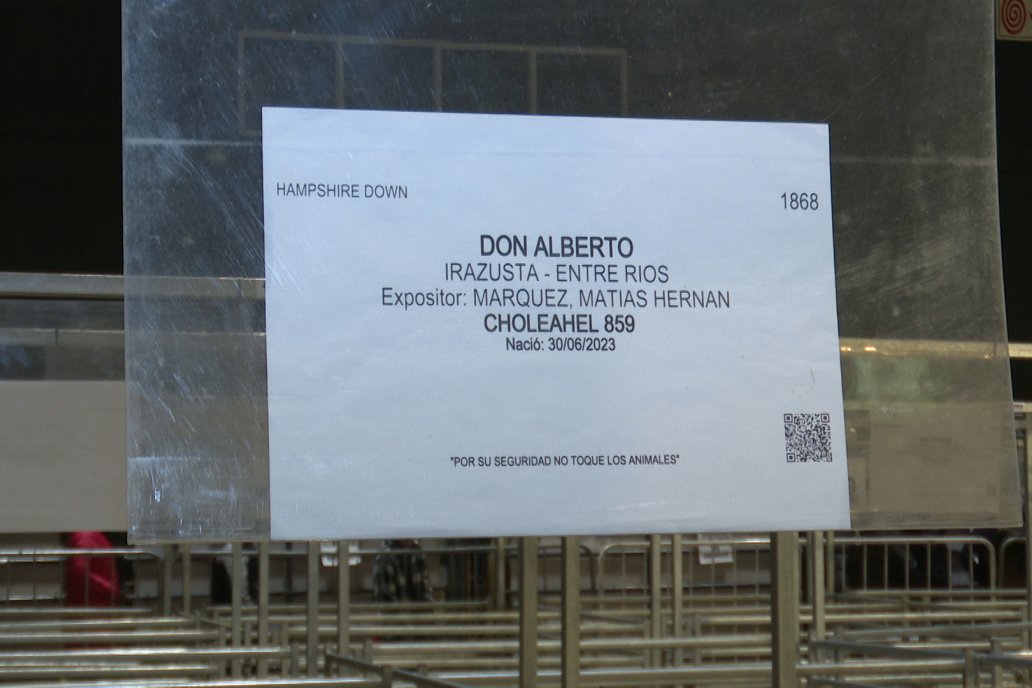 HAMPSHIRE DOWN
1868
DON ALBERTO
IRAZUSTA - ENTRE RIOS
Expositor: MARQUEZ, MATIAS HERNAN
CHOLEAHEL 859
Nació: 30/06/2023
"POR SU SEGURIDAD NO TOQUE LOS ANIMALES"